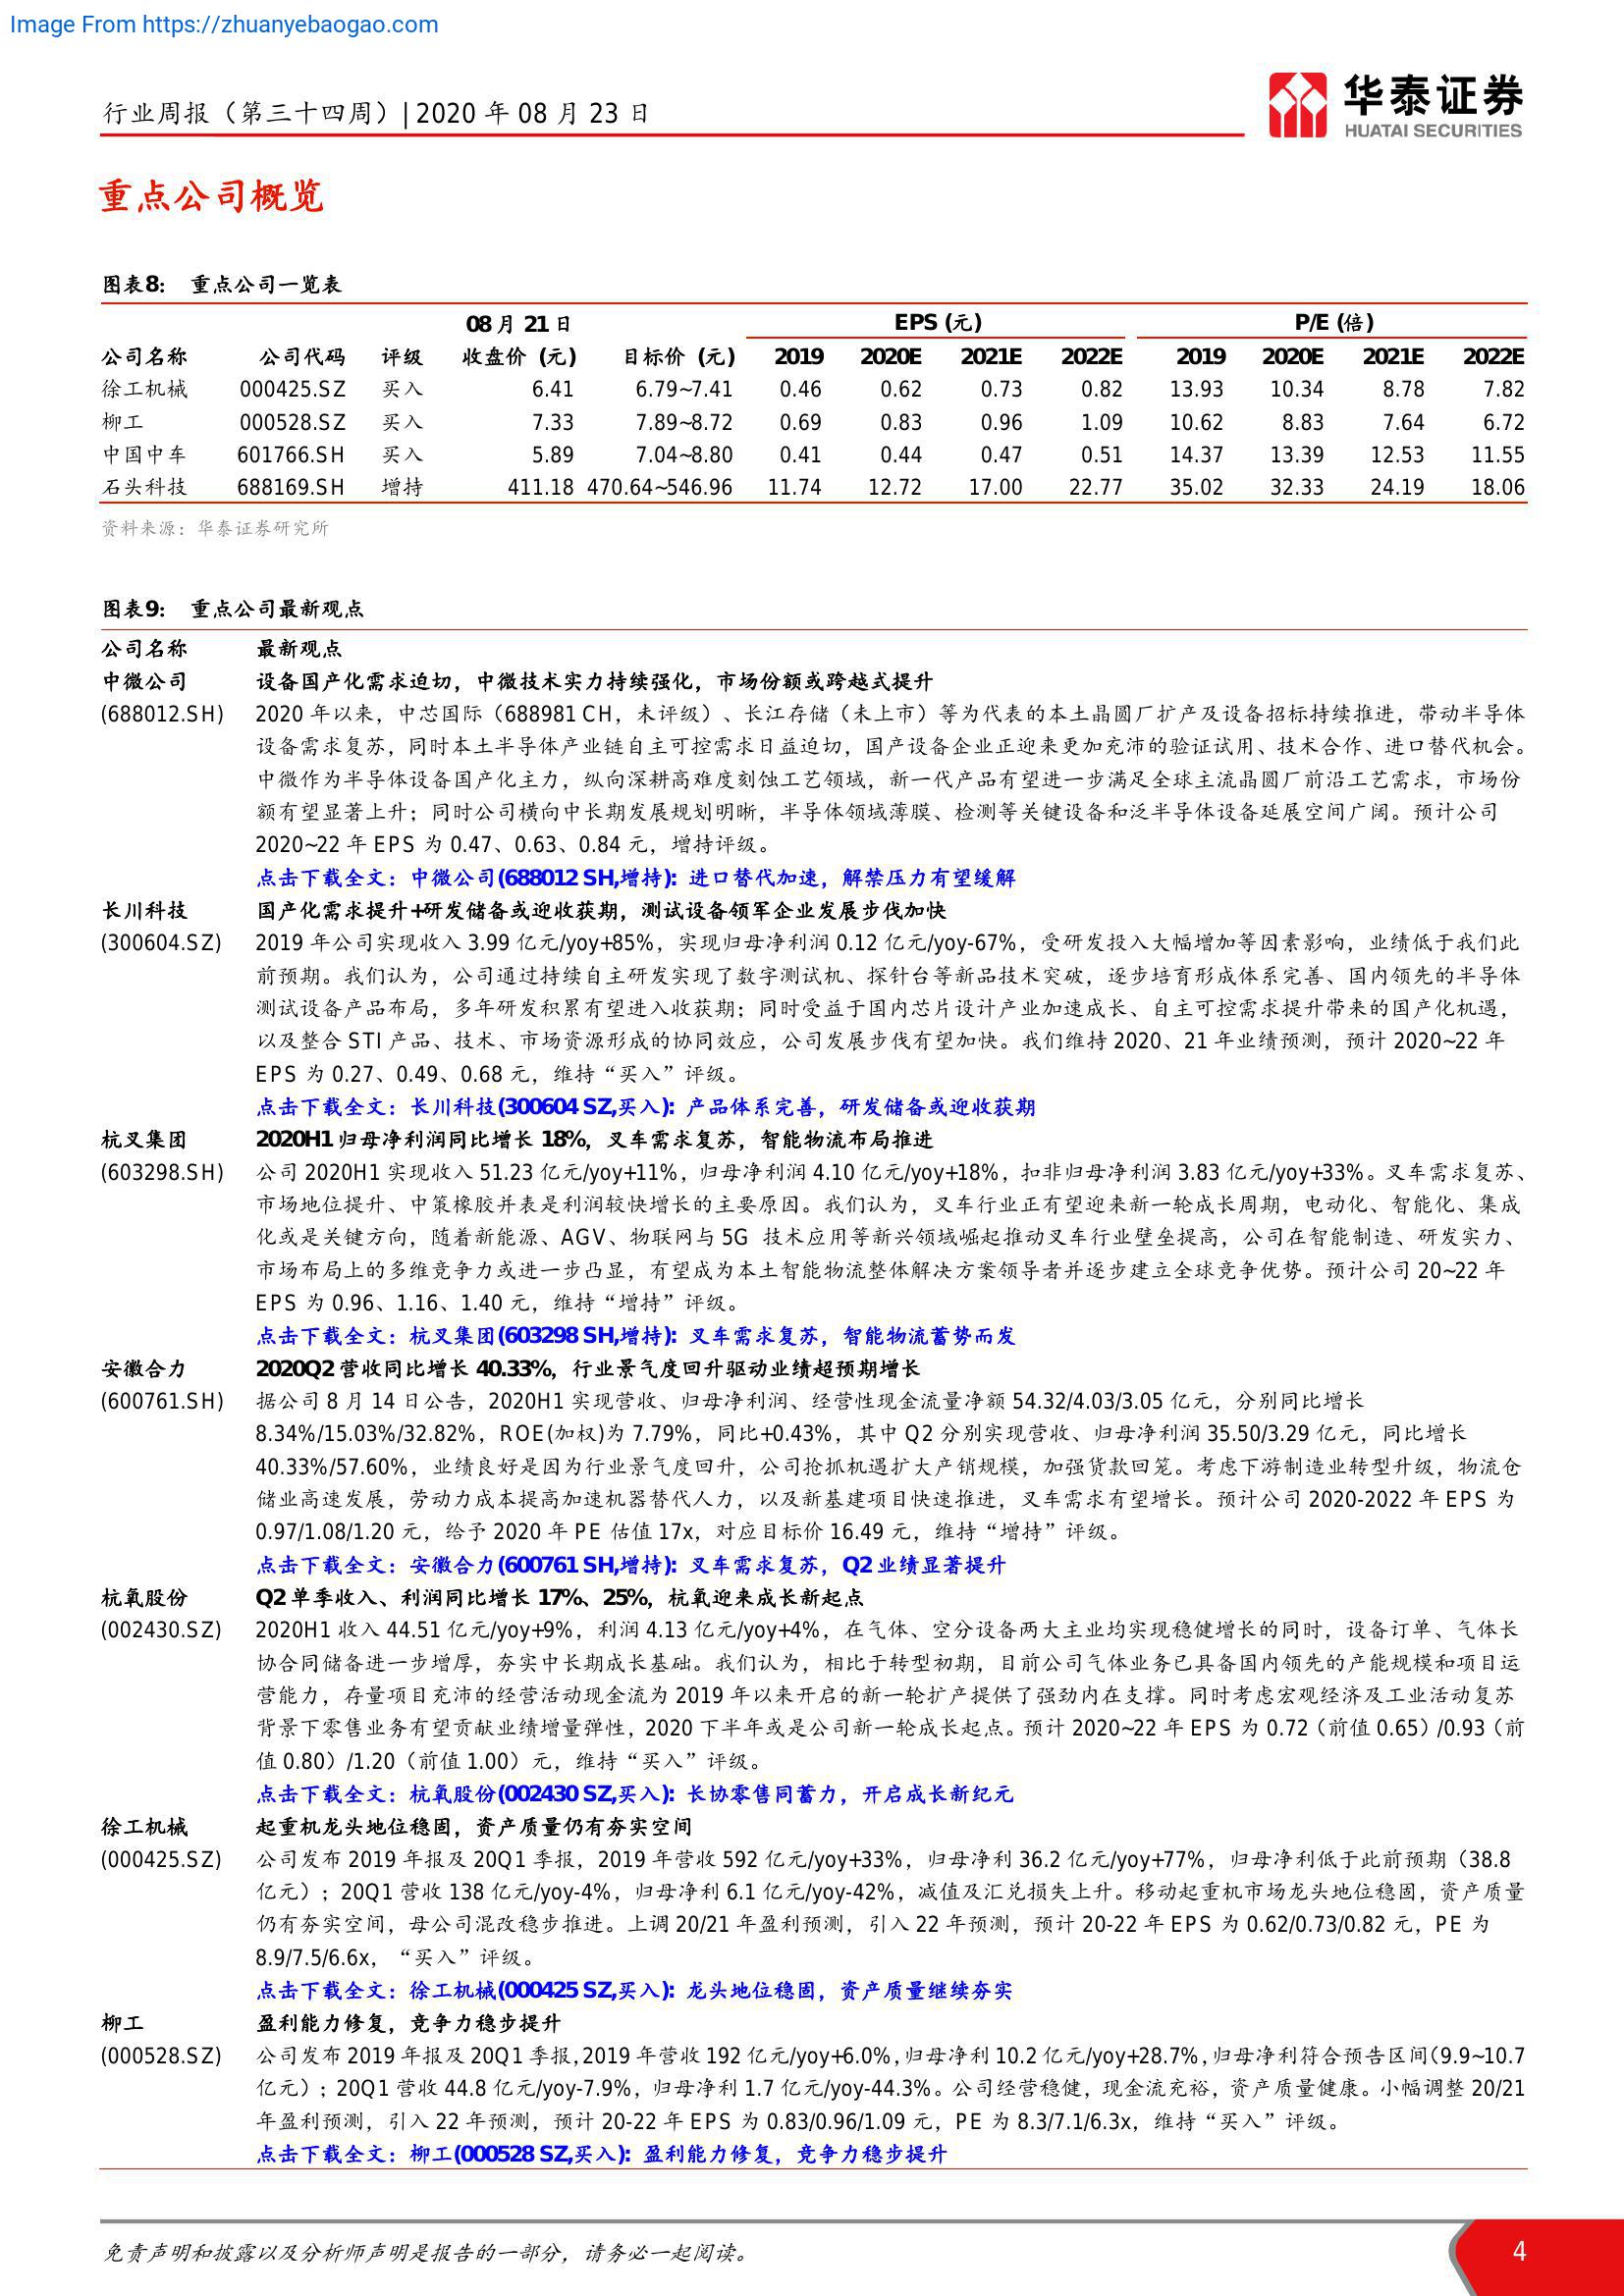 Image From https://zhuanyebaogao.com
行业周报（第三十四周）| 2020 年 08 月 23 日
华泰证券
HUATAI SECURITIES
重点公司概览
图表8： 重点公司一览表
08 月 21 日 EPS (元) P/E (倍)
公司名称 公司代码 评级 收盘价 (元) 目标价 (元) 2019 2020E 2021E 2022E 2019 2020E 2021E 2022E
徐工机械 000425.SZ 买入 6.41 6.79~7.41 0.46 0.62 0.73 0.82 13.93 10.34 8.78 7.82
柳工 000528.SZ 买入 7.33 7.89~8.72 0.69 0.83 0.96 1.09 10.62 8.83 7.64 6.72
中国中车 601766.SH 买入 5.89 7.04~8.80 0.41 0.44 0.47 0.51 14.37 13.39 12.53 11.55
石头科技 688169.SH 增持 411.18 470.64~546.96 11.74 12.72 17.00 22.77 35.02 32.33 24.19 18.06
资料来源：华泰证券研究所
图表9： 重点公司最新观点
公司名称 最新观点
中微公司 设备国产化需求迫切，中微技术实力持续强化，市场份额或跨越式提升
(688012.SH) 2020 年以来，中芯国际（688981 CH，未评级）、长江存储（未上市）等为代表的本土晶圆厂扩产及设备招标持续推进，带动半导体
设备需求复苏，同时本土半导体产业链自主可控需求日益迫切，国产设备企业正迎来更加充沛的验证试用、技术合作、进口替代机会。
中微作为半导体设备国产化主力，纵向深耕高难度刻蚀工艺领域，新一代产品有望进一步满足全球主流晶圆厂前沿工艺需求，市场份
额有望显著上升；同时公司横向中长期发展规划明晰，半导体领域薄膜、检测等关键设备和泛半导体设备延展空间广阔。预计公司
2020~22 年 EPS 为 0.47、0.63、0.84 元，增持评级。
点击下载全文：中微公司(688012 SH,增持)：进口替代加速，解禁压力有望缓解
长川科技 国产化需求提升+研发储备或迎收获期，测试设备领军企业发展步伐加快
(300604.SZ) 2019 年公司实现收入 3.99 亿元/yoy+85%，实现归母净利润 0.12 亿元/yoy-67%，受研发投入大幅增加等因素影响，业绩低于我们此
前预期。我们认为，公司通过持续自主研发实现了数字测试机、探针台等新品技术突破，逐步培育形成体系完善、国内领先的半导体
测试设备产品布局，多年研发积累有望进入收获期；同时受益于国内芯片设计产业加速成长、自主可控需求提升带来的国产化机遇，
以及整合 STI 产品、技术、市场资源形成的协同效应，公司发展步伐有望加快。我们维持 2020、21 年业绩预测，预计 2020~22 年
EPS 为 0.27、0.49、0.68 元，维持“买入”评级。
点击下载全文：长川科技(300604 SZ,买入)：产品体系完善，研发储备或迎收获期
杭叉集团 2020H1 归母净利润同比增长 18%，叉车需求复苏，智能物流布局推进
(603298.SH) 公司 2020H1 实现收入 51.23 亿元/yoy+11%，归母净利润 4.10 亿元/yoy+18%，扣非归母净利润 3.83 亿元/yoy+33%。叉车需求复苏、
市场地位提升、中策橡胶并表是利润较快增长的主要原因。我们认为，叉车行业正有望迎来新一轮成长周期，电动化、智能化、集成
化或是关键方向，随着新能源、AGV、物联网与 5G 技术应用等新兴领域崛起推动叉车行业壁垒提高，公司在智能制造、研发实力、
市场布局上的多维竞争力或进一步凸显，有望成为本土智能物流整体解决方案领导者并逐步建立全球竞争优势。预计公司 20~22 年
EPS 为 0.96、1.16、1.40 元，维持“增持”评级。
点击下载全文：杭叉集团(603298 SH,增持)：叉车需求复苏，智能物流蓄势而发
安徽合力 2020Q2 营收同比增长 40.33%，行业景气度回升驱动业绩超预期增长
(600761.SH) 据公司 8 月 14 日公告，2020H1 实现营收、归母净利润、经营性现金流量净额 54.32/4.03/3.05 亿元，分别同比增长
8.34%/15.03%/32.82%，ROE(加权)为 7.79%，同比+0.43%，其中 Q2 分别实现营收、归母净利润 35.50/3.29 亿元，同比增长
40.33%/57.60%，业绩良好是因为行业景气度回升，公司抢抓机遇扩大产销规模，加强货款回笼。考虑下游制造业转型升级，物流仓
储业高速发展，劳动力成本提高加速机器替代人力，以及新基建项目快速推进，叉车需求有望增长。预计公司 2020-2022 年 EPS 为
0.97/1.08/1.20 元，给予 2020 年 PE 估值 17x，对应目标价 16.49 元，维持“增持”评级。
点击下载全文：安徽合力(600761 SH,增持)：叉车需求复苏，Q2 业绩显著提升
杭氧股份 Q2 单季收入、利润同比增长 17%、25%，杭氧迎来成长新起点
(002430.SZ) 2020H1 收入 44.51 亿元/yoy+9%，利润 4.13 亿元/yoy+4%，在气体、空分设备两大主业均实现稳健增长的同时，设备订单、气体长
协合同储备进一步增厚，夯实中长期成长基础。我们认为，相比于转型初期，目前公司气体业务已具备国内领先的产能规模和项目运
营能力，存量项目充沛的经营活动现金流为 2019 年以来开启的新一轮扩产提供了强劲内在支撑。同时考虑宏观经济及工业活动复苏
背景下零售业务有望贡献业绩增量弹性，2020 下半年或是公司新一轮成长起点。预计 2020~22 年 EPS 为 0.72（前值 0.65）/0.93（前
值 0.80）/1.20（前值 1.00）元，维持“买入”评级。
点击下载全文：杭氧股份(002430 SZ,买入)：长协零售同蓄力，开启成长新纪元
徐工机械 起重机龙头地位稳固，资产质量仍有夯实空间
(000425.SZ) 公司发布 2019 年报及 20Q1 季报，2019 年营收 592 亿元/yoy+33%，归母净利 36.2 亿元/yoy+77%，归母净利低于此前预期（38.8
亿元）；20Q1 营收 138 亿元/yoy-4%，归母净利 6.1 亿元/yoy-42%，减值及汇兑损失上升。移动起重机市场龙头地位稳固，资产质量
仍有夯实空间，母公司混改稳步推进。上调 20/21 年盈利预测，引入 22 年预测，预计 20-22 年 EPS 为 0.62/0.73/0.82 元，PE 为
8.9/7.5/6.6x，“买入”评级。
点击下载全文：徐工机械(000425 SZ,买入)：龙头地位稳固，资产质量继续夯实
柳工 盈利能力修复，竞争力稳步提升
(000528.SZ) 公司发布 2019 年报及 20Q1 季报，2019 年营收 192 亿元/yoy+6.0%，归母净利 10.2 亿元/yoy+28.7%，归母净利符合预告区间（9.9~10.7
亿元）；20Q1 营收 44.8 亿元/yoy-7.9%，归母净利 1.7 亿元/yoy-44.3%。公司经营稳健，现金流充裕，资产质量健康。小幅调整 20/21
年盈利预测，引入 22 年预测，预计 20-22 年 EPS 为 0.83/0.96/1.09 元，PE 为 8.3/7.1/6.3x，维持“买入”评级。
点击下载全文：柳工(000528 SZ,买入)：盈利能力修复，竞争力稳步提升
免责声明和披露以及分析师声明是报告的一部分，请务必一起阅读。 4